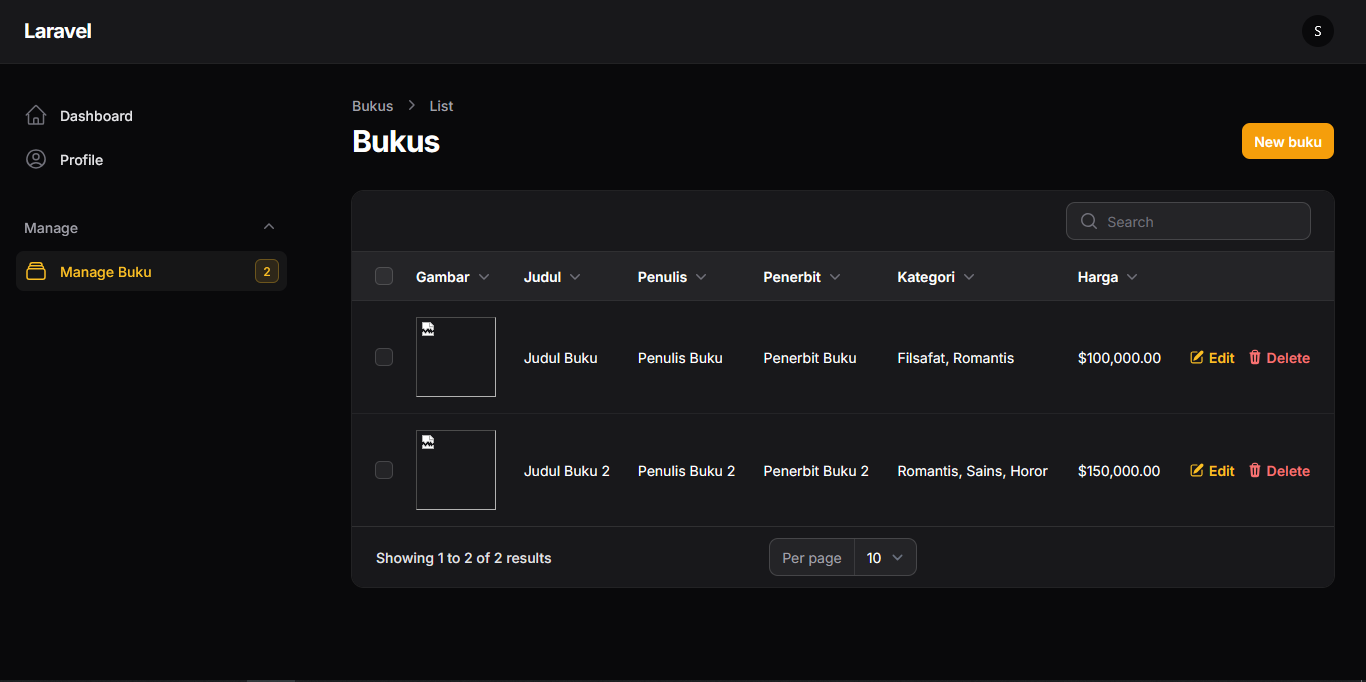 Laravel
S
Dashboard
Profile
Manage
Manage Buku 2
Bukus > List
Bukus
New buku
Search
Gambar Judul Penulis Penerbit Kategori Harga
Judul Buku Penulis Buku Penerbit Buku Filsafat, Romantis $100,000.00 Edit Delete
Judul Buku 2 Penulis Buku 2 Penerbit Buku 2 Romantis, Sains, Horor $150,000.00 Edit Delete
Showing 1 to 2 of 2 results Per page 10